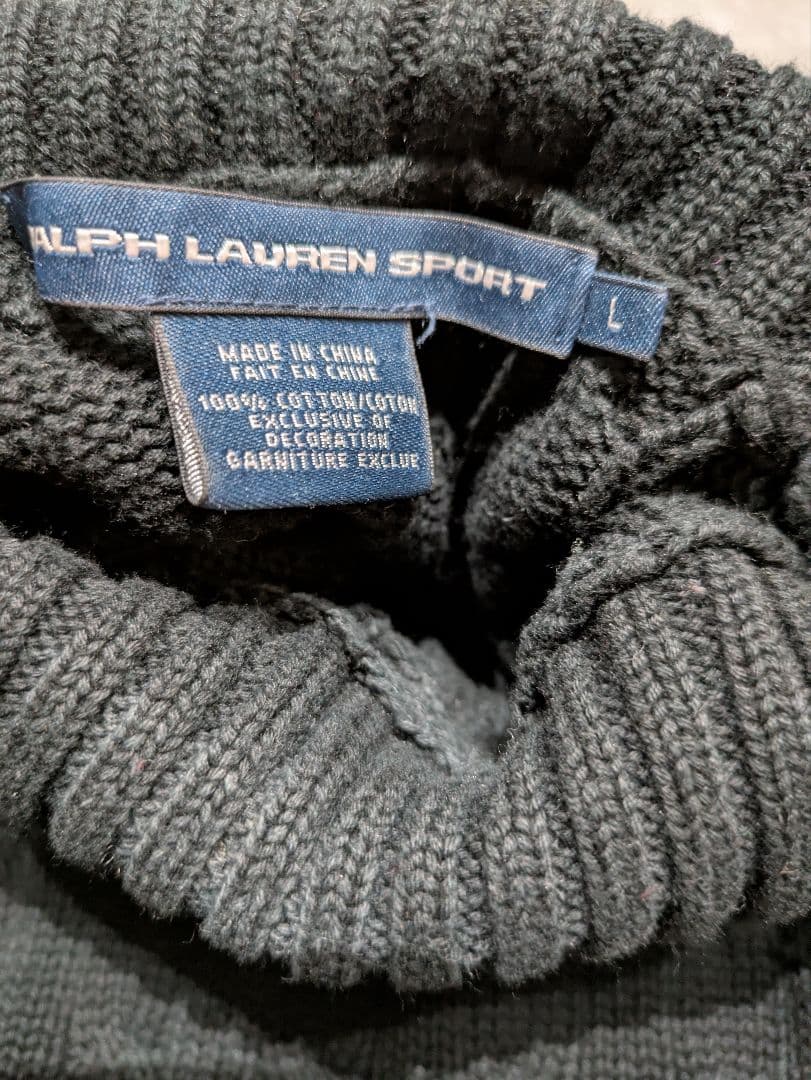 ALPH LAUREN SPORT
L
MADE IN CHINA
FAIT EN CHINE
100% COTTON/COTON
EXCLUSIVE OF
DECORATION
GARNITURE EXCLUE